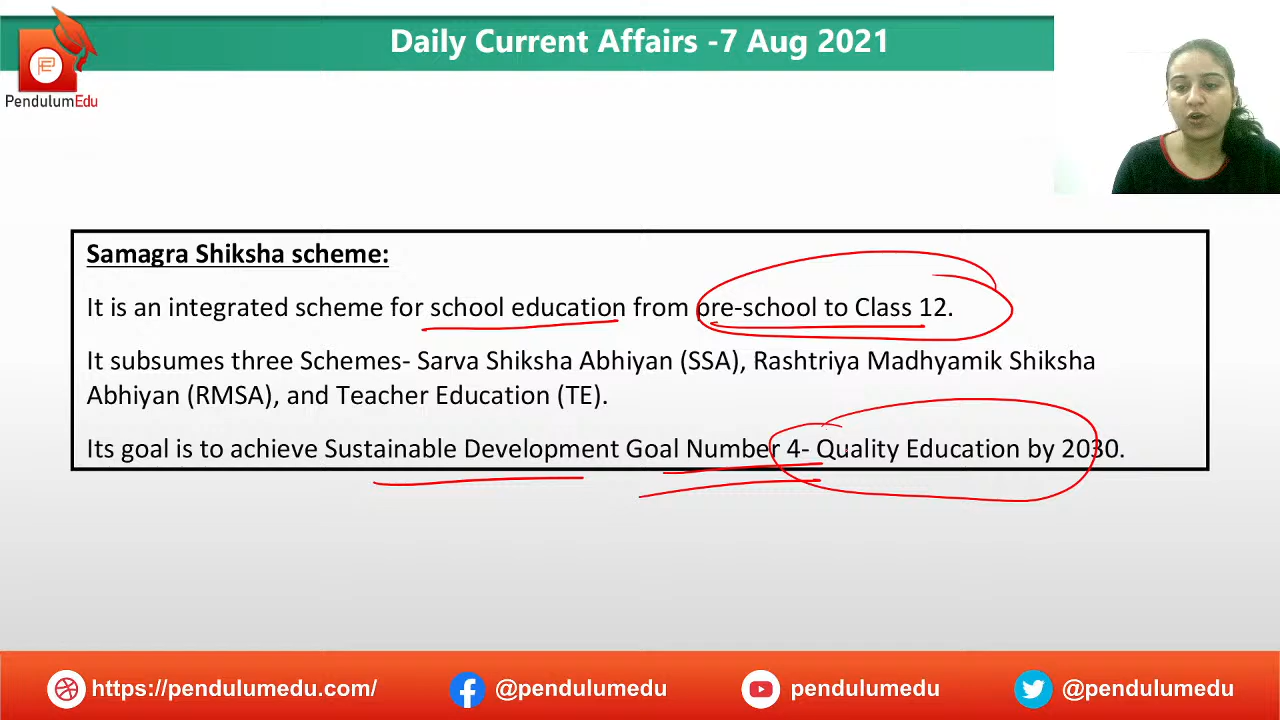 Daily Current Affairs -7 Aug 2021
PendulumEdu
Samagra Shiksha scheme:
It is an integrated scheme for school education from pre-school to Class 12.
It subsumes three Schemes- Sarva Shiksha Abhiyan (SSA), Rashtriya Madhyamik Shiksha
Abhiyan (RMSA), and Teacher Education (TE).
Its goal is to achieve Sustainable Development Goal Number 4- Quality Education by 2030.
https://pendulumedu.com/
@pendulumedu
pendulumedu
@pendulumedu